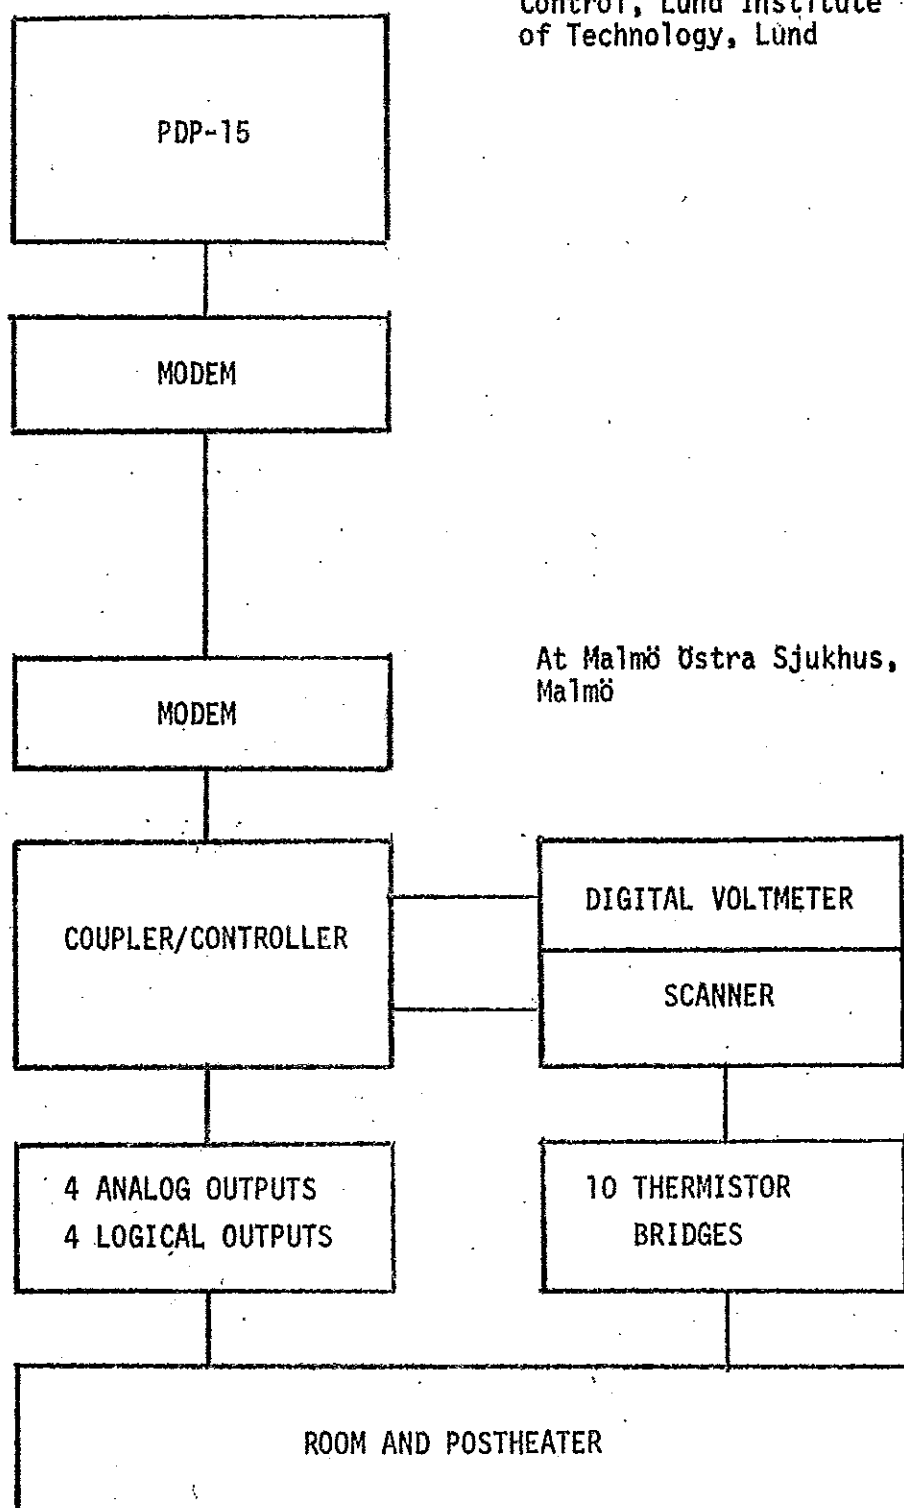 Control, Lund Institute
of Technology, Lund
PDP-15
MODEM
At Malmö Östra Sjukhus,
Malmö
MODEM
COUPLER/CONTROLLER
DIGITAL VOLTMETER
SCANNER
4 ANALOG OUTPUTS
4 LOGICAL OUTPUTS
10 THERMISTOR
BRIDGES
ROOM AND POSTHEATER